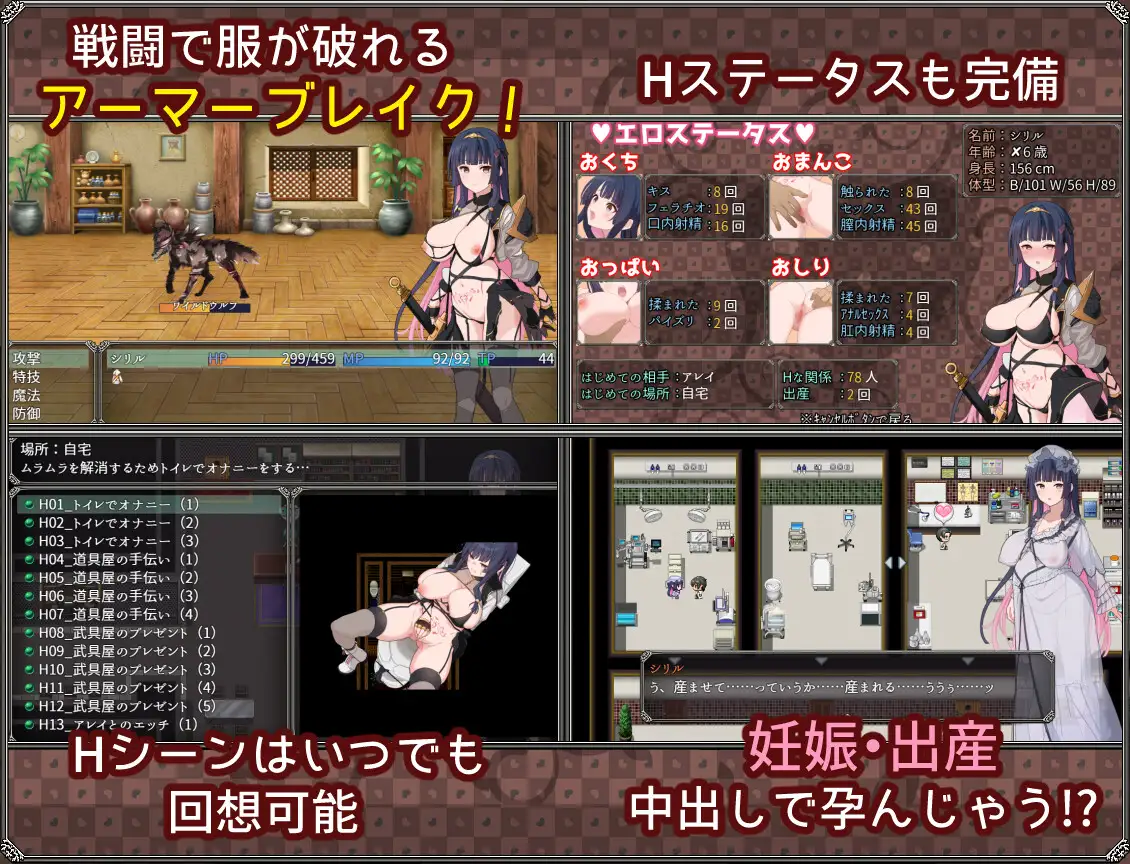 戦闘で服が破れる
アーマーブレイク！
Hステータスも完備
♥エロステータス♥
名前：シリル
年齢：✘6歳
身長：156cm
体型：B/101 W/56 H/89
おくち
キス：8回
フェラチオ：19回
口内射精：16回
おまんこ
触られた：8回
セックス：43回
膣内射精：45回
おっぱい
揉まれた：9回
パイズリ：2回
おしり
揉まれた：7回
アナルセックス：4回
肛内射精：4回
はじめての相手：アレイ
はじめての場所：自宅
Hな関係：78人
出産：2回
※キャンセルボタンで戻る
ワイルドウルフ
攻撃
特技
魔法
防御
シリル HP 299/459 MP 92/92 TP 44
場所：自宅
ムラムラを解消するためトイレでオナニーをする…
H01_トイレでオナニー（1）
H02_トイレでオナニー（2）
H03_トイレでオナニー（3）
H04_道具屋の手伝い（1）
H05_道具屋の手伝い（2）
H06_道具屋の手伝い（3）
H07_道具屋の手伝い（4）
H08_武具屋のプレゼント（1）
H09_武具屋のプレゼント（2）
H10_武具屋のプレゼント（3）
H11_武具屋のプレゼント（4）
H12_武具屋のプレゼント（5）
H13_アレイとのエッチ（1）
シリル
う、産ませて……っていうか……産まれる……ううぅ……ッ
Hシーンはいつでも
回想可能
妊娠・出産
中出しで孕んじゃう!?